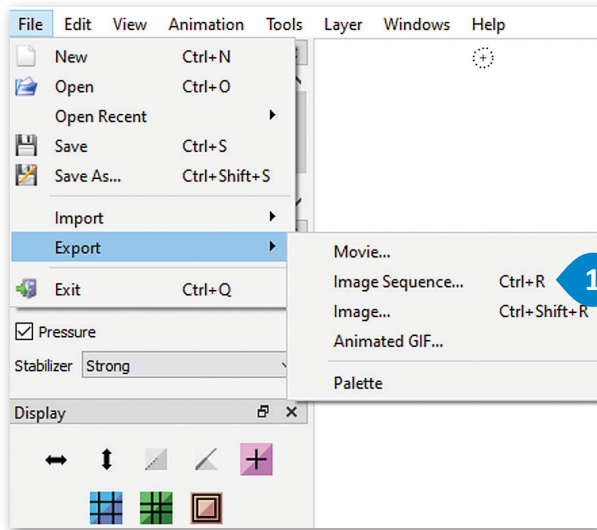 File Edit View Animation Tools Layer Windows Help
New Ctrl+N
Open Ctrl+O
Open Recent
Save Ctrl+S
Save As... Ctrl+Shift+S
Import
Export
Movie...
Image Sequence... Ctrl+R 1
Exit Ctrl+Q
Image... Ctrl+Shift+R
Pressure
Animated GIF...
Stabilizer Strong
Palette
Display